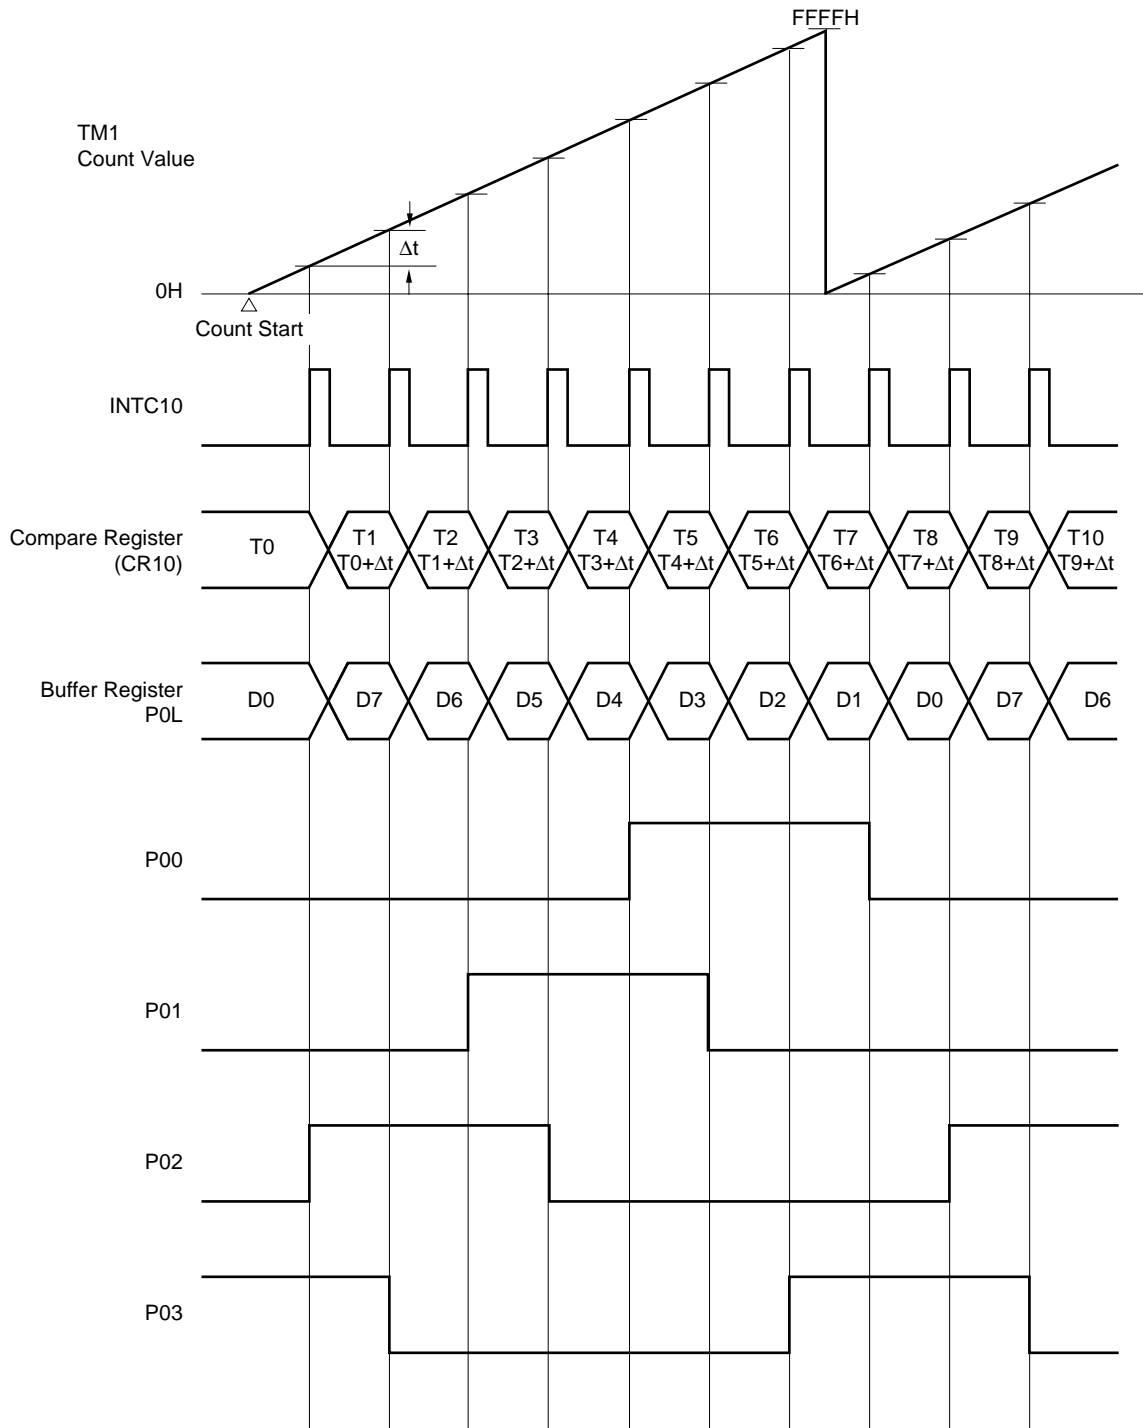 FFFFH
TM1
Count Value
Δt
0H
Count Start
INTC10
Compare Register
(CR10)
T0
T1
T0+Δt
T2
T1+Δt
T3
T2+Δt
T4
T3+Δt
T5
T4+Δt
T6
T5+Δt
T7
T6+Δt
T8
T7+Δt
T9
T8+Δt
T10
T9+Δt
Buffer Register
P0L
D0
D7
D6
D5
D4
D3
D2
D1
D0
D7
D6
P00
P01
P02
P03